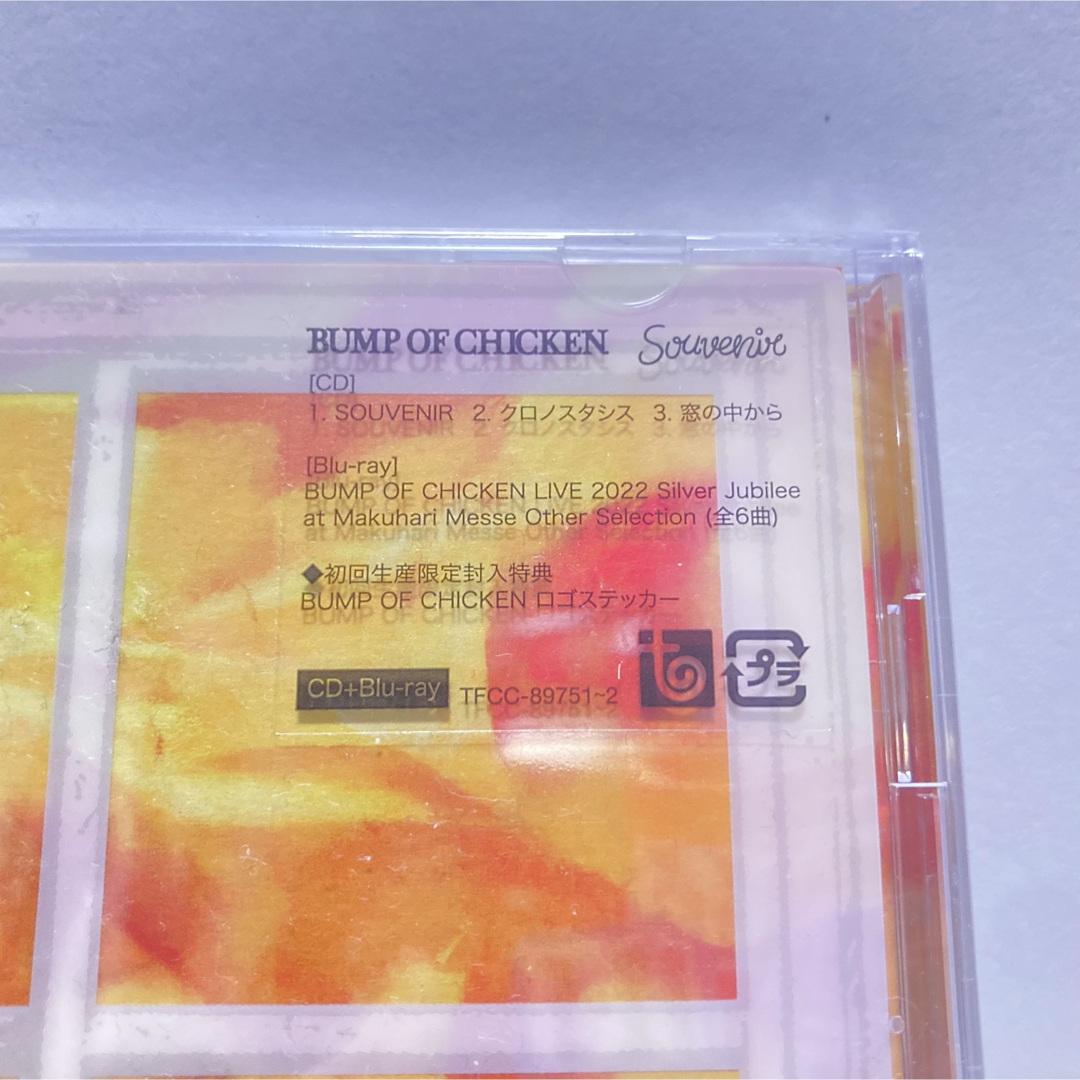 BUMP OF CHICKEN Souvenir
[CD]
1. SOUVENIR 2. クロノスタシス 3. 窓の中から
[Blu-ray]
BUMP OF CHICKEN LIVE 2022 Silver Jubilee
at Makuhari Messe Other Selection (全6曲)
◆初回生産限定封入特典
BUMP OF CHICKEN ロゴステッカー
CD+Blu-ray TFCC-89751~2 プラ